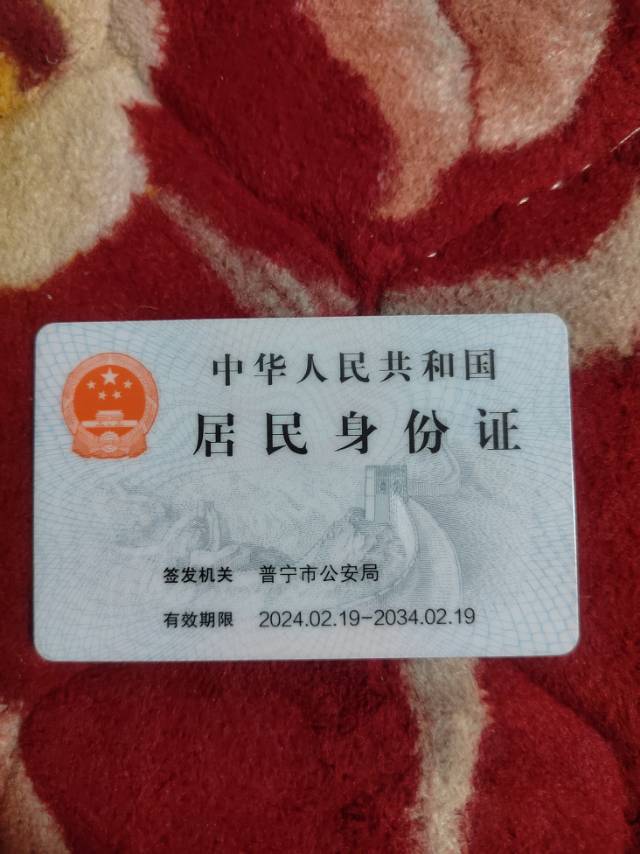 中华人民共和国
居民身份证
签发机关 普宁市公安局
有效期限 2024.02.19-2034.02.19